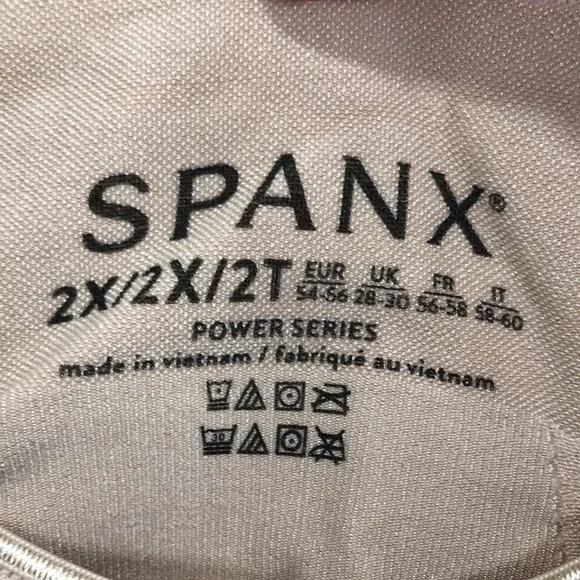 SPANX®
2X/2X/2T EUR 54-56 UK 28-30 FR 56-58 IT 58-60
POWER SERIES
made in vietnam / fabriqué au vietnam
30